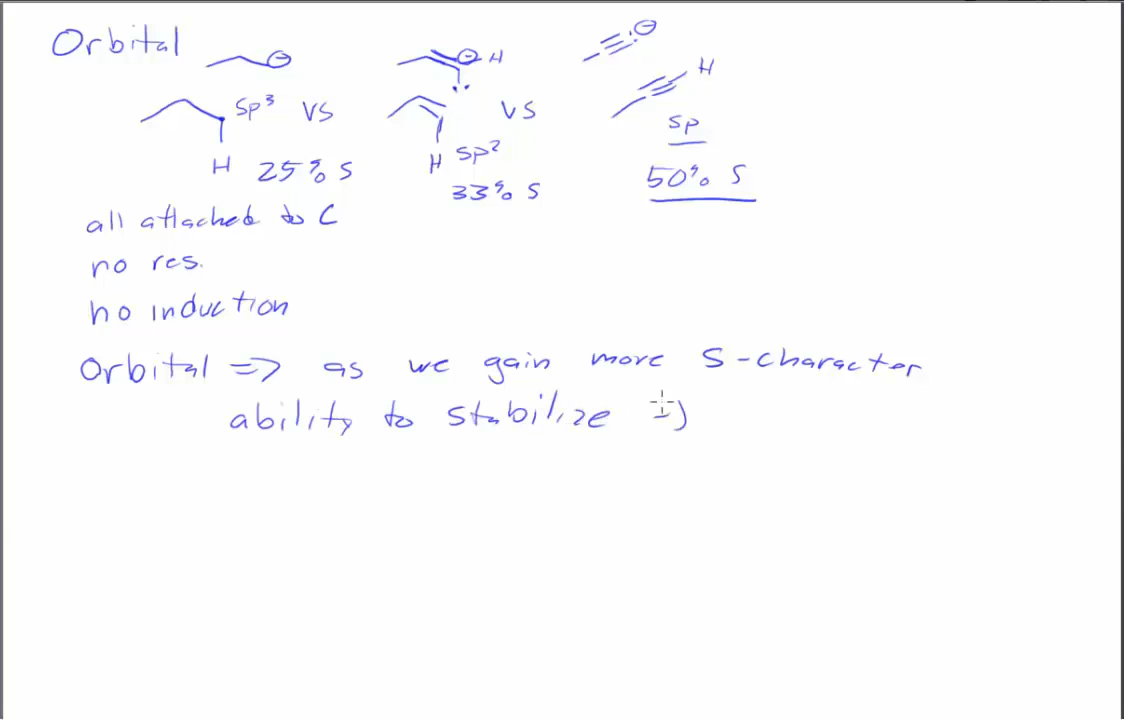 Orbital
⊖
⊖ H
⊖
H
Sp³ VS
VS
H 25% S
H Sp²
33% S
Sp
50% S
all attached to C
no res.
no induction
Orbital => as we gain more S-character
ability to stabilize